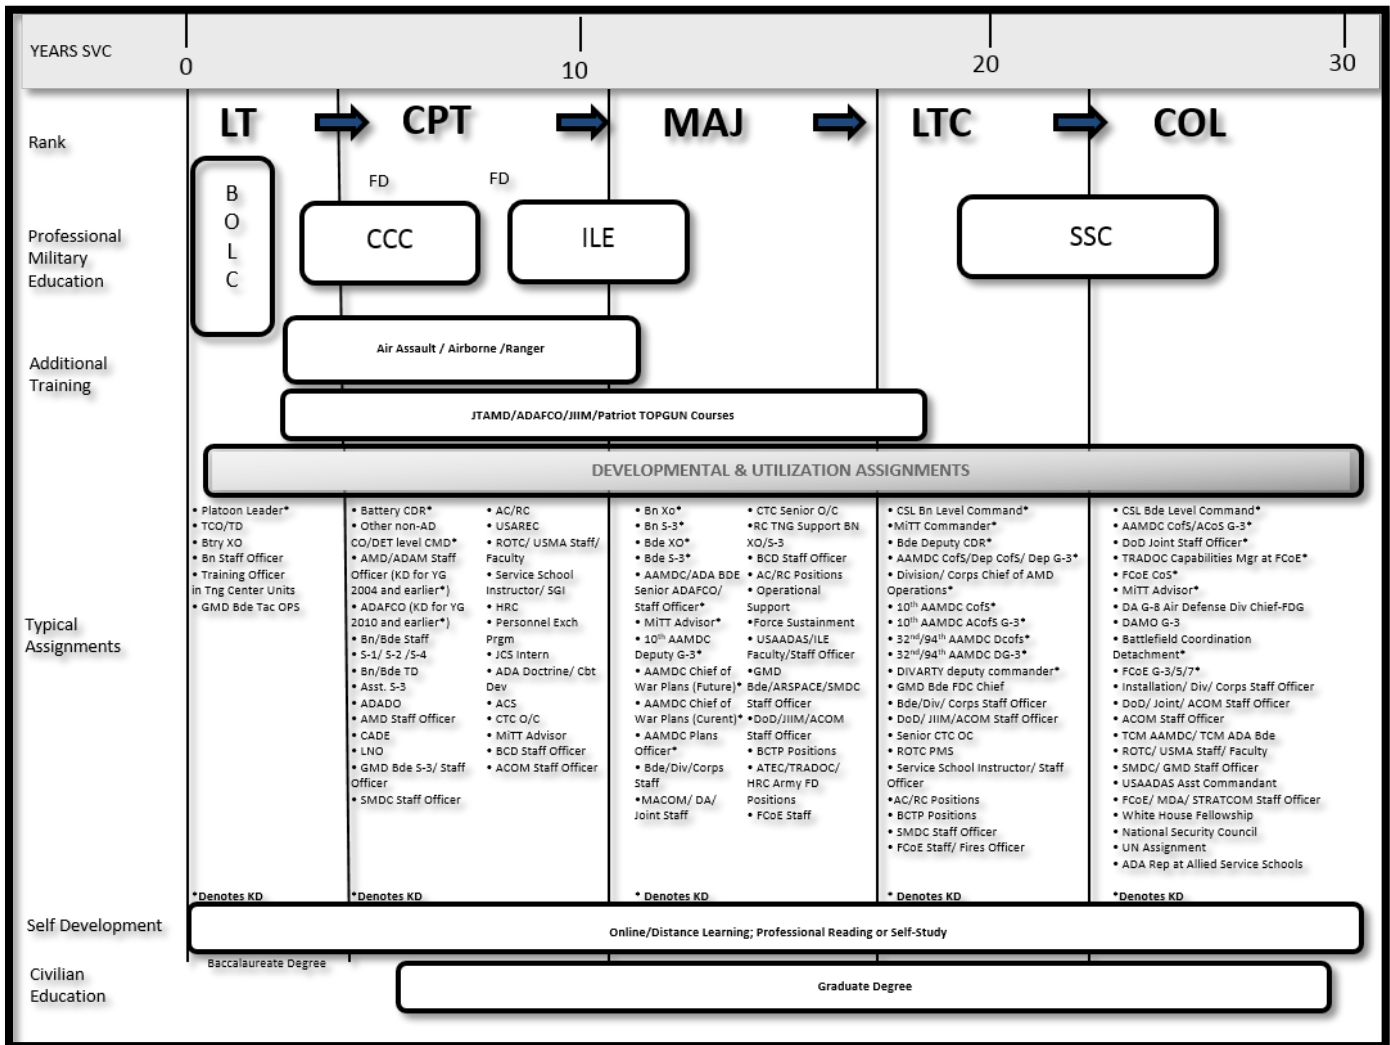 YEARS SVC
0
10
20
30
Rank
LT
CPT
MAJ
LTC
COL
Professional
Military
Education
B
O
L
C
FD
FD
CCC
ILE
SSC
Additional
Training
Air Assault / Airborne /Ranger
JTAMD/ADAFCO/JIIM/Patriot TOPGUN Courses
DEVELOPMENTAL & UTILIZATION ASSIGNMENTS
Typical
Assignments
• Platoon Leader*
• TCO/TD
• Btry XO
• Bn Staff Officer
• Training Officer
in Tng Center Units
• GMD Bde Tac OPS
*Denotes KD
• Battery CDR*
• Other non-AD
CO/DET level CMD*
• AMD/ADAM Staff
Officer (KD for YG
2004 and earlier*)
• ADAFCO (KD for YG
2010 and earlier*)
• Bn/Bde Staff
• S-1/ S-2 /S-4
• Bn/Bde TD
• Asst. S-3
• ADADO
• AMD Staff Officer
• CADE
• LNO
• GMD Bde S-3/ Staff
Officer
• SMDC Staff Officer
*Denotes KD
• AC/RC
• USAREC
• ROTC/ USMA Staff/
Faculty
• Service School
Instructor/ SGI
• HRC
• Personnel Exch
Prgm
• JCS Intern
• ADA Doctrine/ Cbt
Dev
• ACS
• CTC O/C
• MiTT Advisor
• BCD Staff Officer
• ACOM Staff Officer
• Bn Xo*
• Bn S-3*
• Bde XO*
• Bde S-3*
• AAMDC/ADA BDE
Senior ADAFCO/
Staff Officer*
• MiTT Advisor*
• 10th AAMDC
Deputy G-3*
• AAMDC Chief of
War Plans (Future)*
• AAMDC Chief of
War Plans (Curent)*
• AAMDC Plans
Officer*
• Bde/Div/Corps
Staff
•MACOM/ DA/
Joint Staff
* Denotes KD
• CTC Senior O/C
•RC TNG Support BN
XO/S-3
• BCD Staff Officer
• AC/RC Positions
• Operational
Support
•Force Sustainment
• USAADAS/ILE
Faculty/Staff Officer
•GMD
Bde/ARSPACE/SMDC
Staff Officer
•DoD/JIIM/ACOM
Staff Officer
• BCTP Positions
• ATEC/TRADOC/
HRC Army FD
Positions
• FCoE Staff
• CSL Bn Level Command*
•MiTT Commander*
• Bde Deputy CDR*
• AAMDC CofS/Dep CofS/ Dep G-3*
• Division/ Corps Chief of AMD
Operations*
• 10th AAMDC CofS*
• 10th AAMDC ACofS G-3*
• 32nd/94th AAMDC Dcofs*
• 32nd/94th AAMDC DG-3*
• DIVARTY deputy commander*
• GMD Bde FDC Chief
• Bde/Div/ Corps Staff Officer
• DoD/ JIIM/ACOM Staff Officer
• Senior CTC OC
• ROTC PMS
• Service School Instructor/ Staff
Officer
•AC/RC Positions
• BCTP Positions
• SMDC Staff Officer
• FCoE Staff/ Fires Officer
* Denotes KD
• CSL Bde Level Command*
• AAMDC CofS/ACoS G-3*
• DoD Joint Staff Officer*
• TRADOC Capabilities Mgr at FCoE*
• FCoE CoS*
• MiTT Advisor*
• DA G-8 Air Defense Div Chief-FDG
• DAMO G-3
• Battlefield Coordination
Detachment*
• FCoE G-3/5/7*
• Installation/ Div/ Corps Staff Officer
• DoD/ Joint/ ACOM Staff Officer
• ACOM Staff Officer
• TCM AAMDC/ TCM ADA Bde
• ROTC/ USMA Staff/ Faculty
• SMDC/ GMD Staff Officer
• USAADAS Asst Commandant
• FCoE/ MDA/ STRATCOM Staff Officer
• White House Fellowship
• National Security Council
• UN Assignment
• ADA Rep at Allied Service Schools
*Denotes KD
Self Development
Online/Distance Learning; Professional Reading or Self-Study
Civilian
Education
Baccalaureate Degree
Graduate Degree